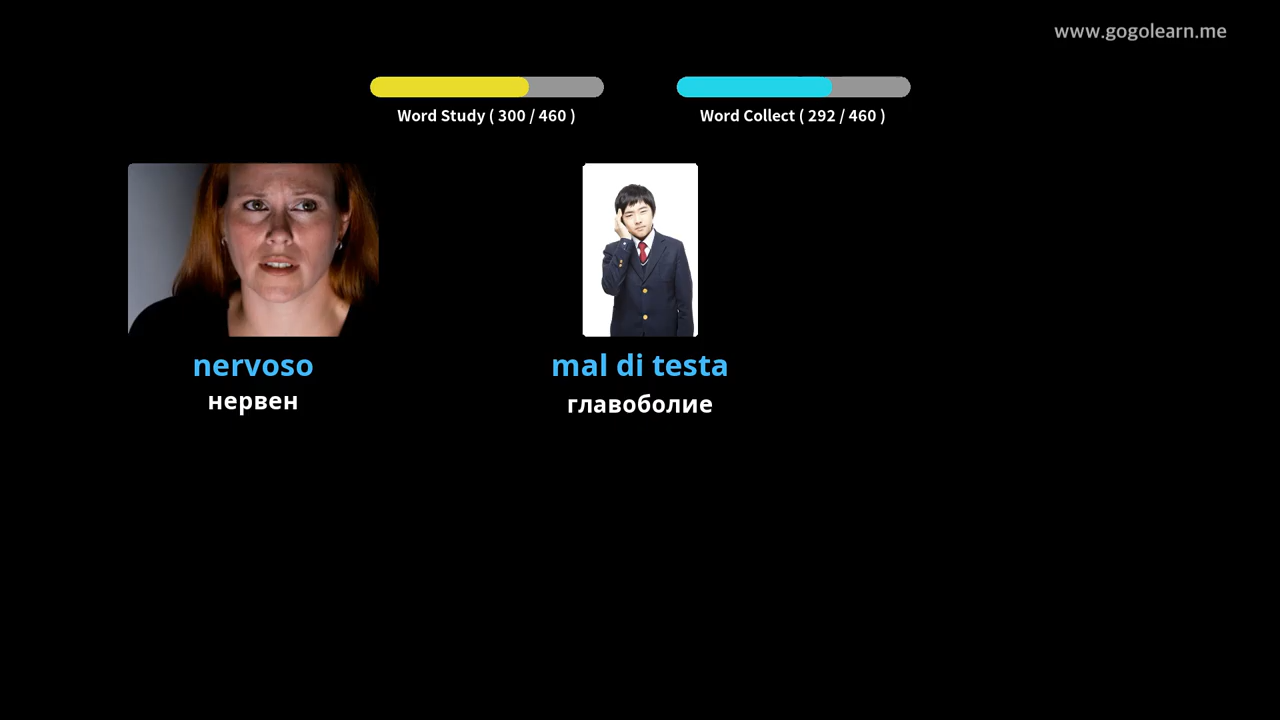 www.gogolearn.me
Word Study ( 300 / 460 )
Word Collect ( 292 / 460 )
nervoso
нервен
mal di testa
главоболие